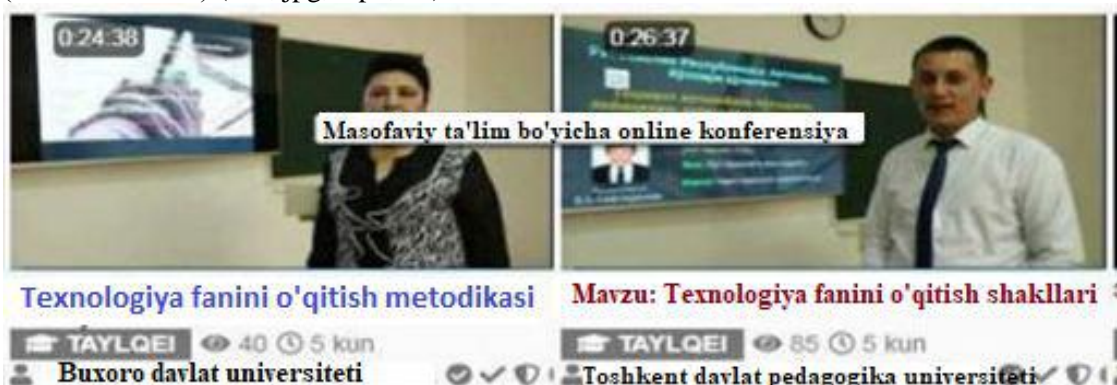 0:24:38
0:26:37
Masofaviy ta'lim bo'yicha online konferensiya
Texnologiya fanini o'qitish metodikasi
Mavzu: Texnologiya fanini o'qitish shakllari
TAYLQEI 40 5 kun
TAYLQEI 85 5 kun
Buxoro davlat universiteti
Toshkent davlat pedagogika universiteti